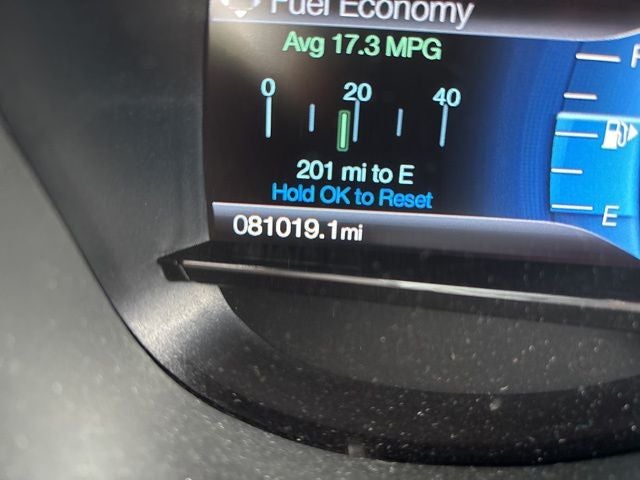 Fuel Economy
Avg 17.3 MPG
0 20 40
201 mi to E
Hold OK to Reset
081019.1mi
F
E